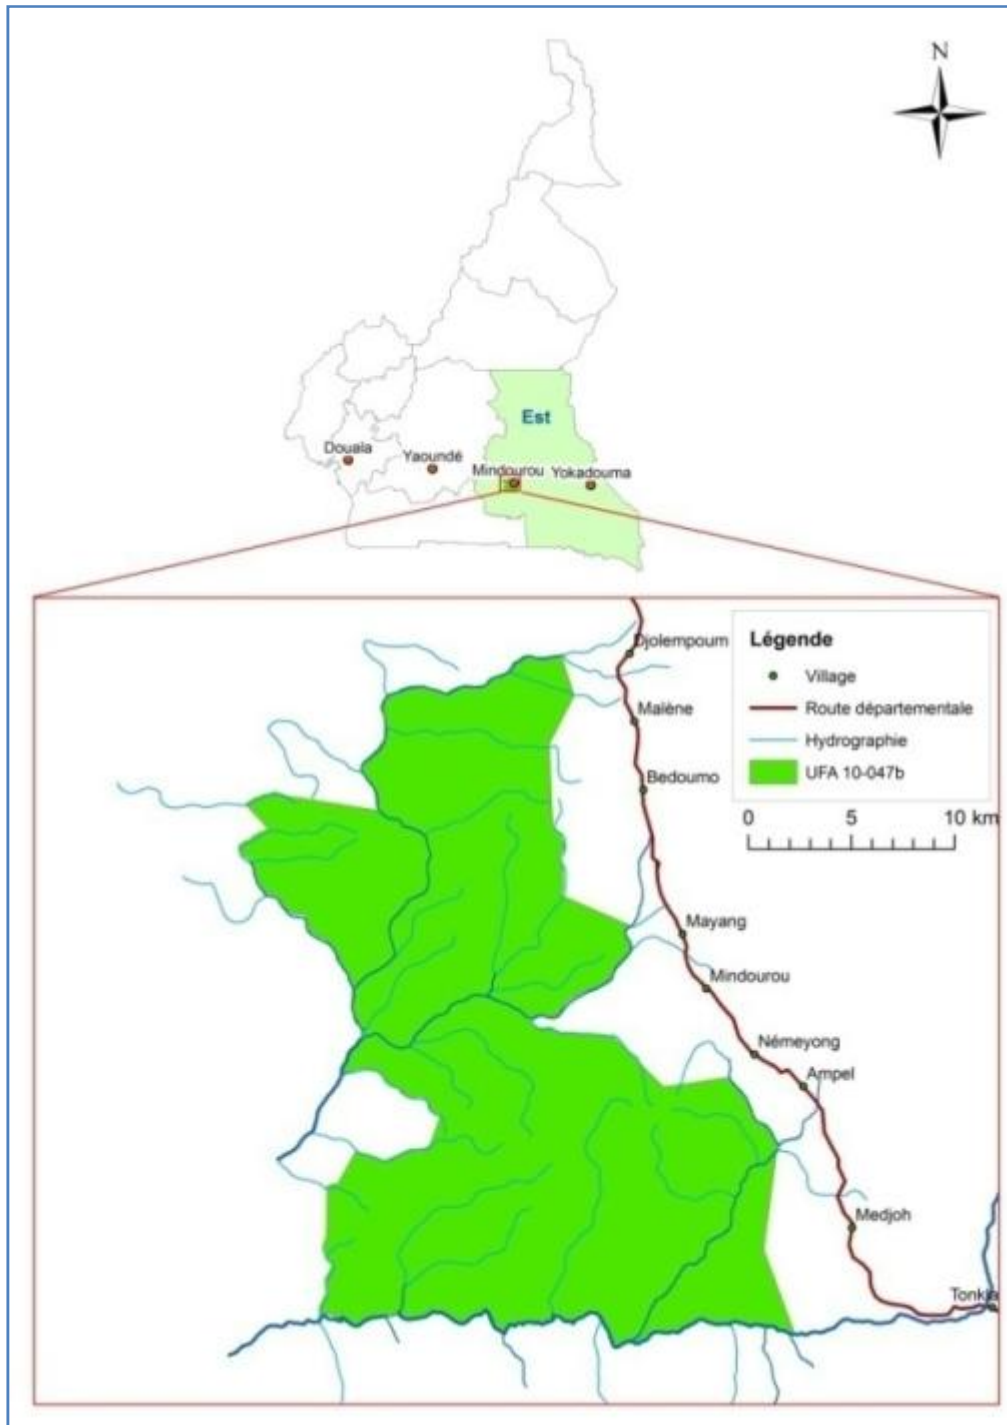 N
Est
Douala
Yaoundé
Mindourou
Yokadouma
Légende
Village
Route départementale
Hydrographie
UFA 10-047b
0 5 10 km
Djolempoum
Malène
Bedoumo
Mayang
Mindourou
Némeyong
Ampel
Medjoh